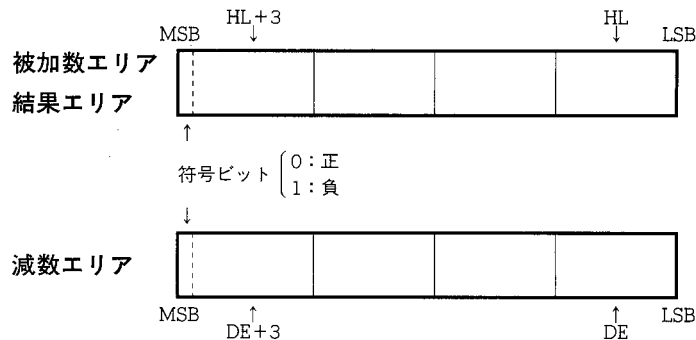 HL+3 HL
MSB ↓ ↓ LSB
被加数エリア
結果エリア
↑
符号ビット { 0:正
1:負
↓
減数エリア
MSB ↑ ↑ LSB
DE+3 DE